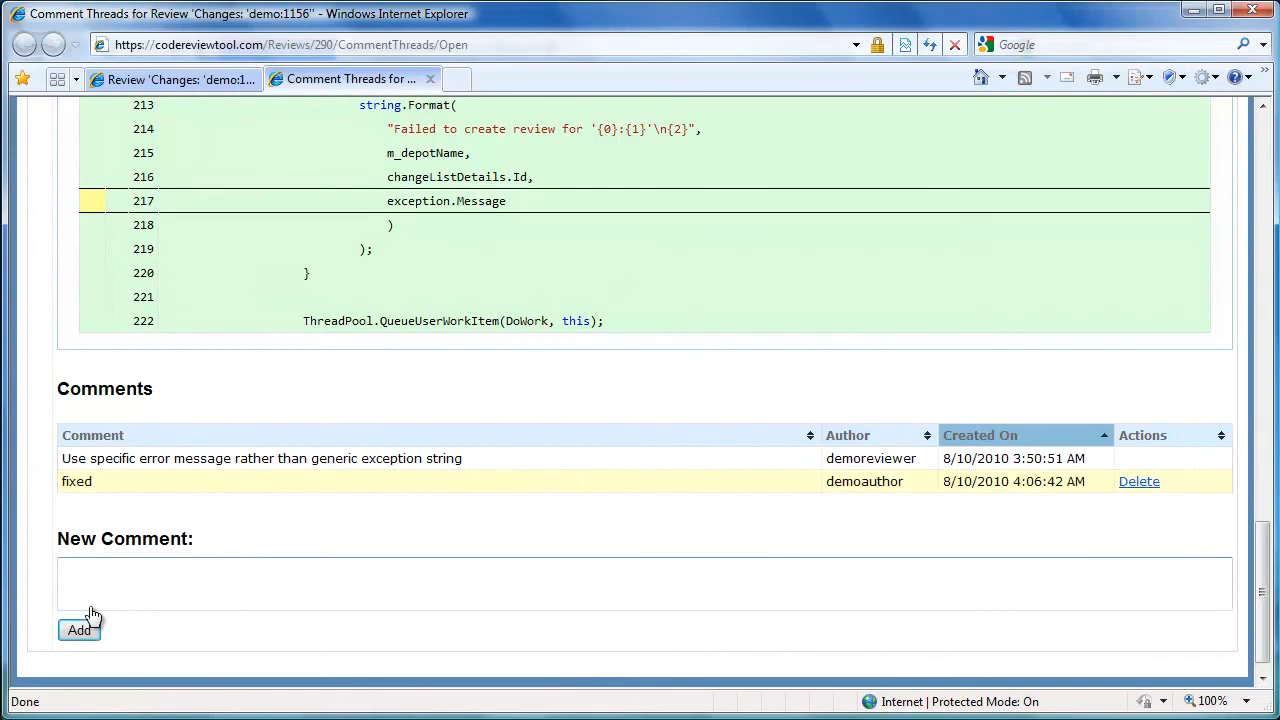 Comment Threads for Review 'Changes: 'demo:1156'' - Windows Internet Explorer
https://codereviewtool.com/Reviews/290/CommentThreads/Open
Google
Review 'Changes: 'demo:1...
Comment Threads for ...
213 string.Format(
214 "Failed to create review for '{0}:{1}'\n{2}",
215 m_depotName,
216 changeListDetails.Id,
217 exception.Message
218 )
219 );
220 }
221
222 ThreadPool.QueueUserWorkItem(DoWork, this);
Comments
Comment Author Created On Actions
Use specific error message rather than generic exception string demoreviewer 8/10/2010 3:50:51 AM
fixed demoauthor 8/10/2010 4:06:42 AM Delete
New Comment:
Add
Done Internet | Protected Mode: On 100%